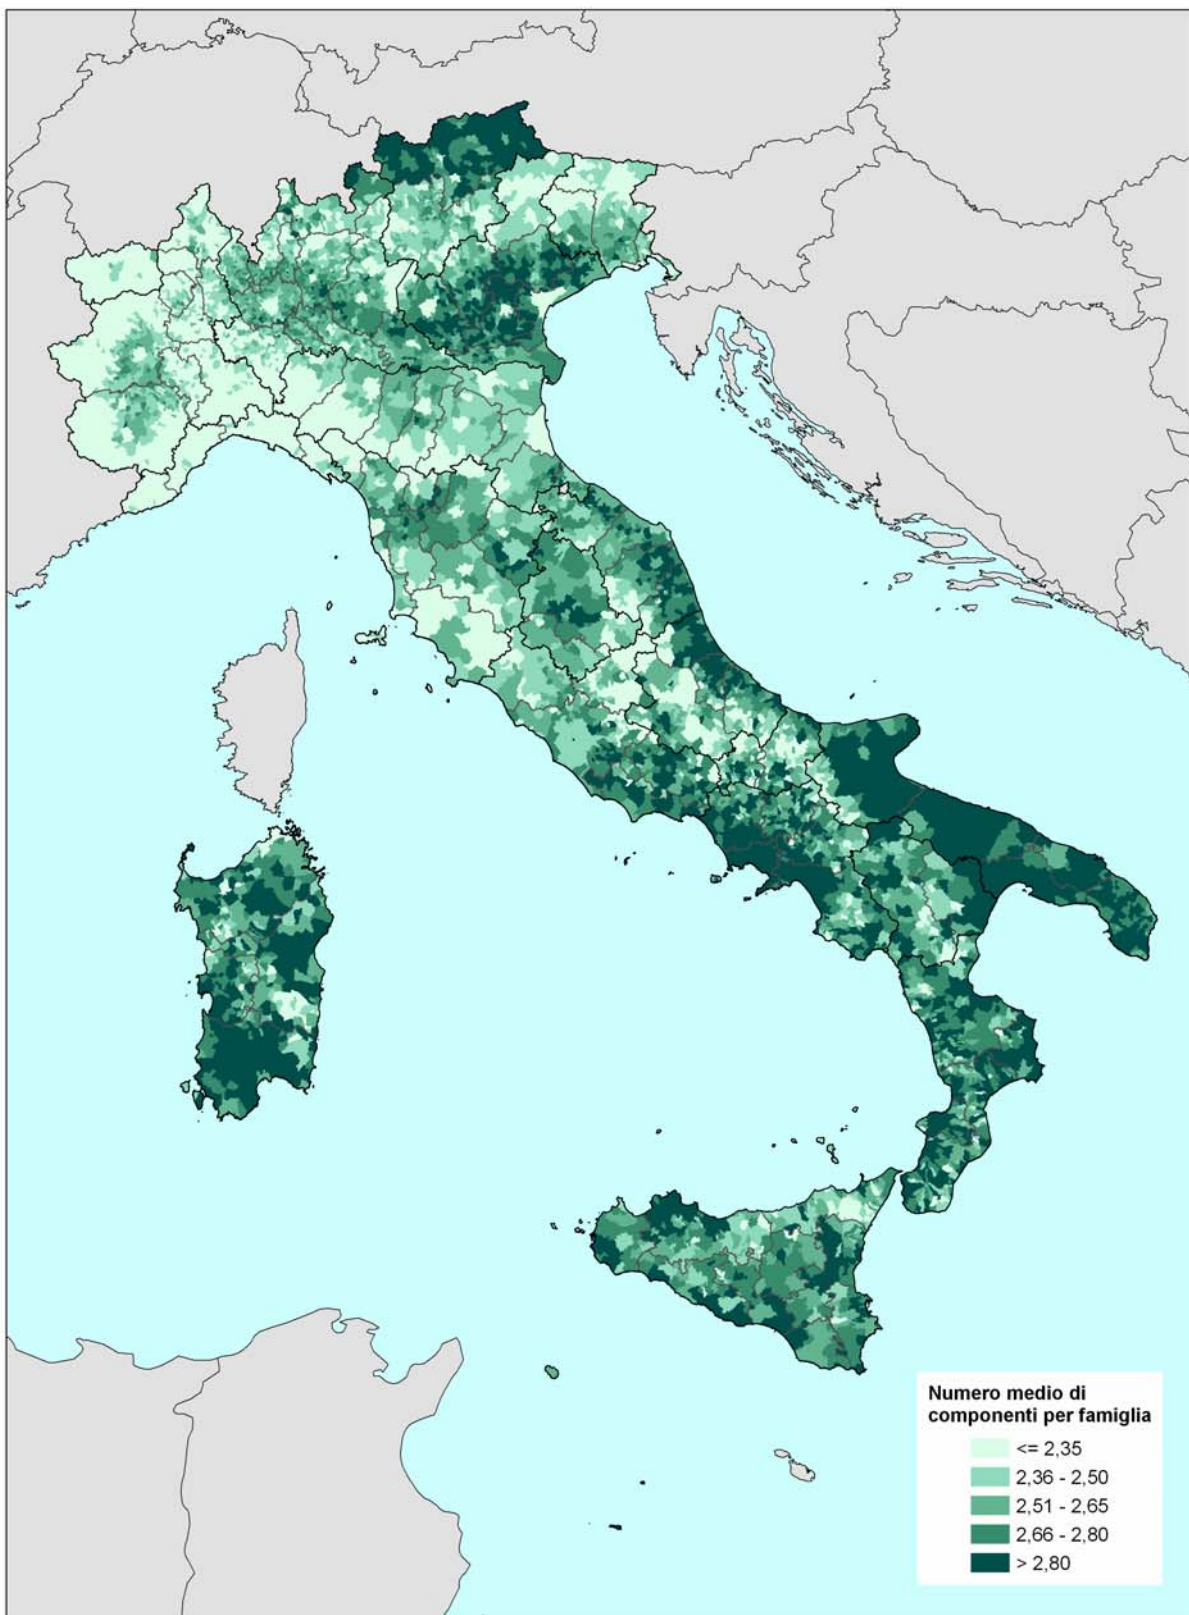 Numero medio di
componenti per famiglia
<= 2,35
2,36 - 2,50
2,51 - 2,65
2,66 - 2,80
> 2,80